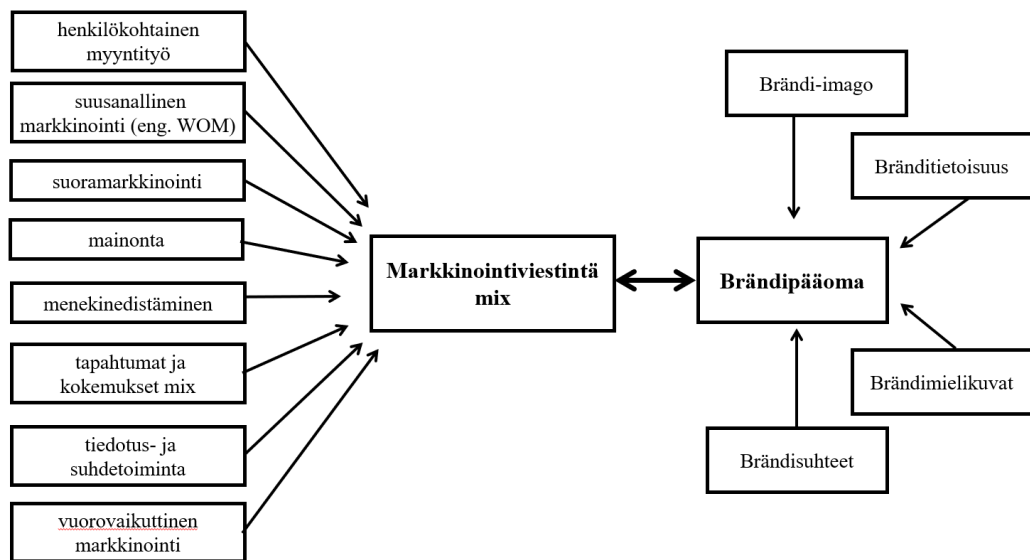 henkilökohtainen
myyntityö
suusanallinen
markkinointi (eng. WOM)
suoramarkkinointi
mainonta
menekinedistäminen
tapahtumat ja
kokemukset mix
tiedotus- ja
suhdetoiminta
vuorovaikuttinen
markkinointi
Markkinointiviestintä
mix
Brändipääoma
Brändi-imago
Bränditietoisuus
Brändimielikuvat
Brändisuhteet